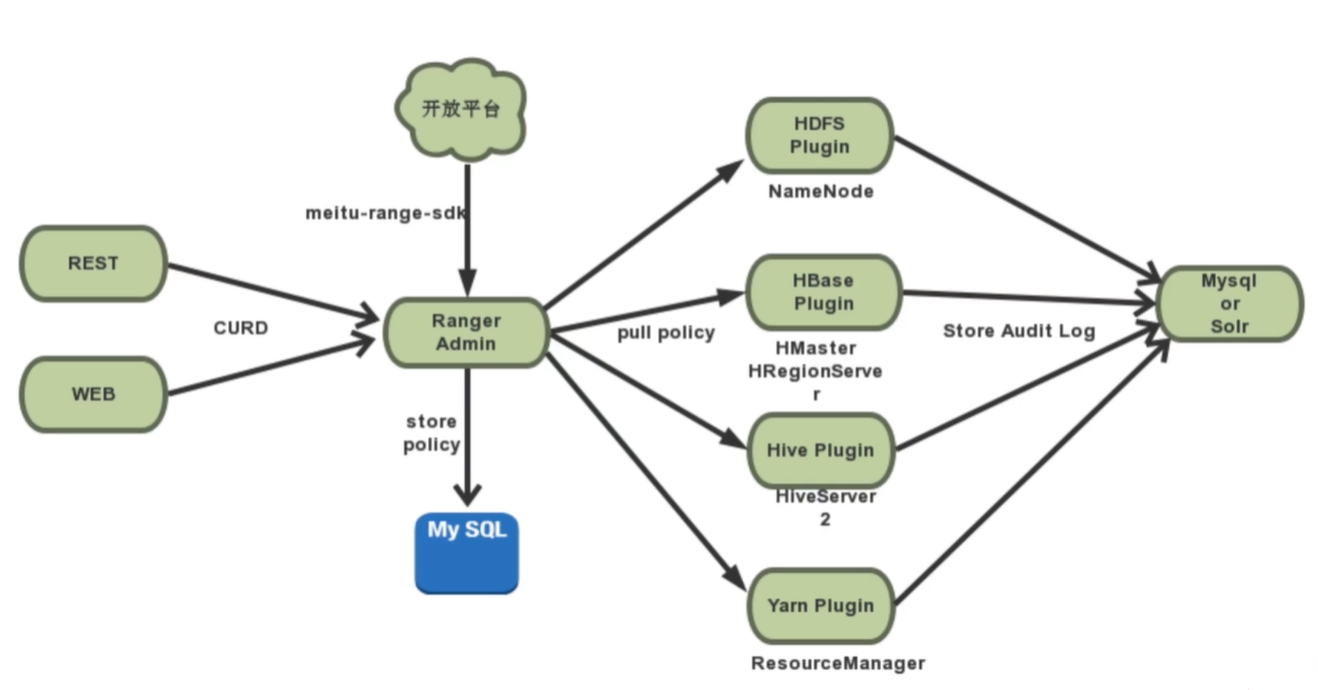 开放平台
meitu-range-sdk
REST
CURD
WEB
Ranger
Admin
store
policy
My SQL
pull policy
HDFS
Plugin
NameNode
HBase
Plugin
HMaster
HRegionServe
r
Hive Plugin
HiveServer
2
Yarn Plugin
ResourceManager
Store Audit Log
Mysql
or
Solr